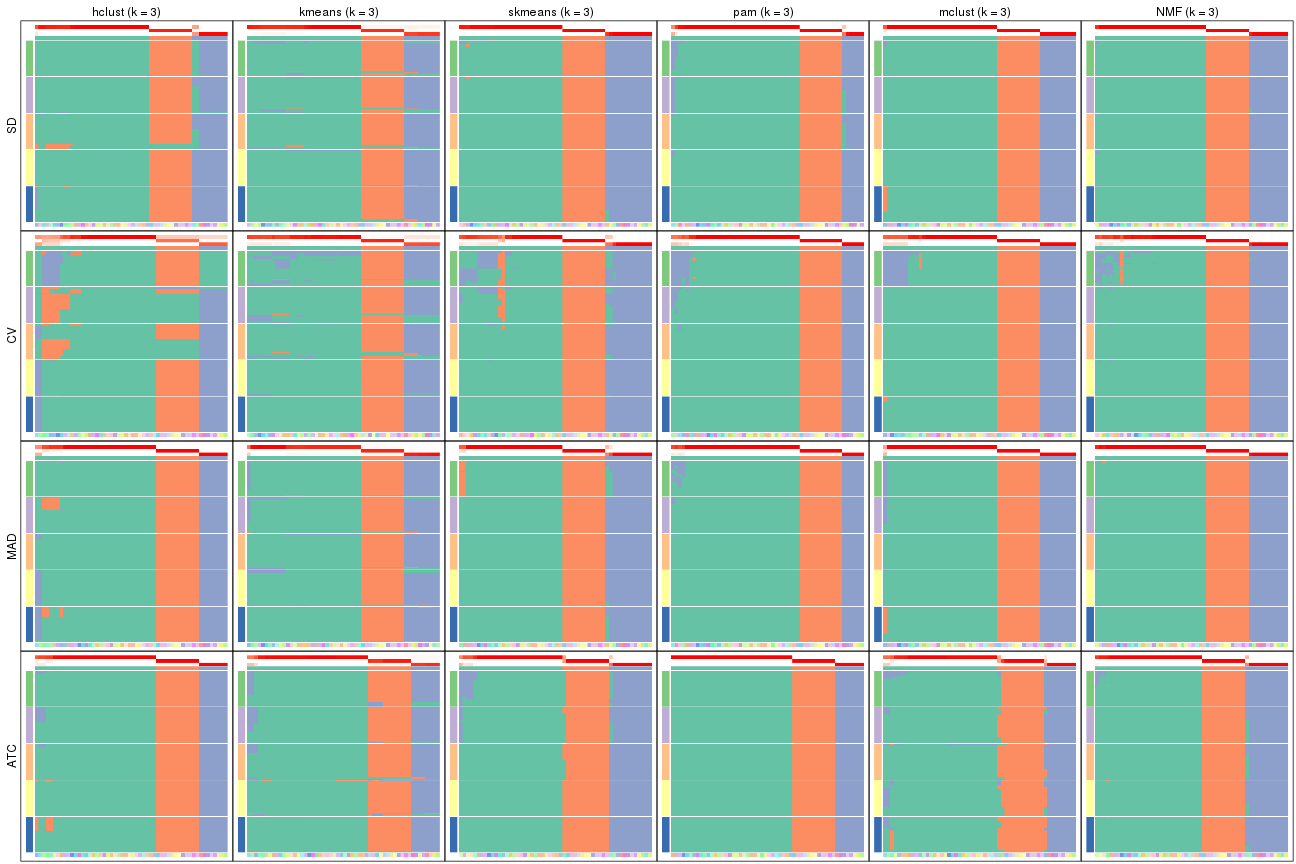 hclust (k = 3)
kmeans (k = 3)
skmeans (k = 3)
pam (k = 3)
mclust (k = 3)
NMF (k = 3)
SD
CV
MAD
ATC